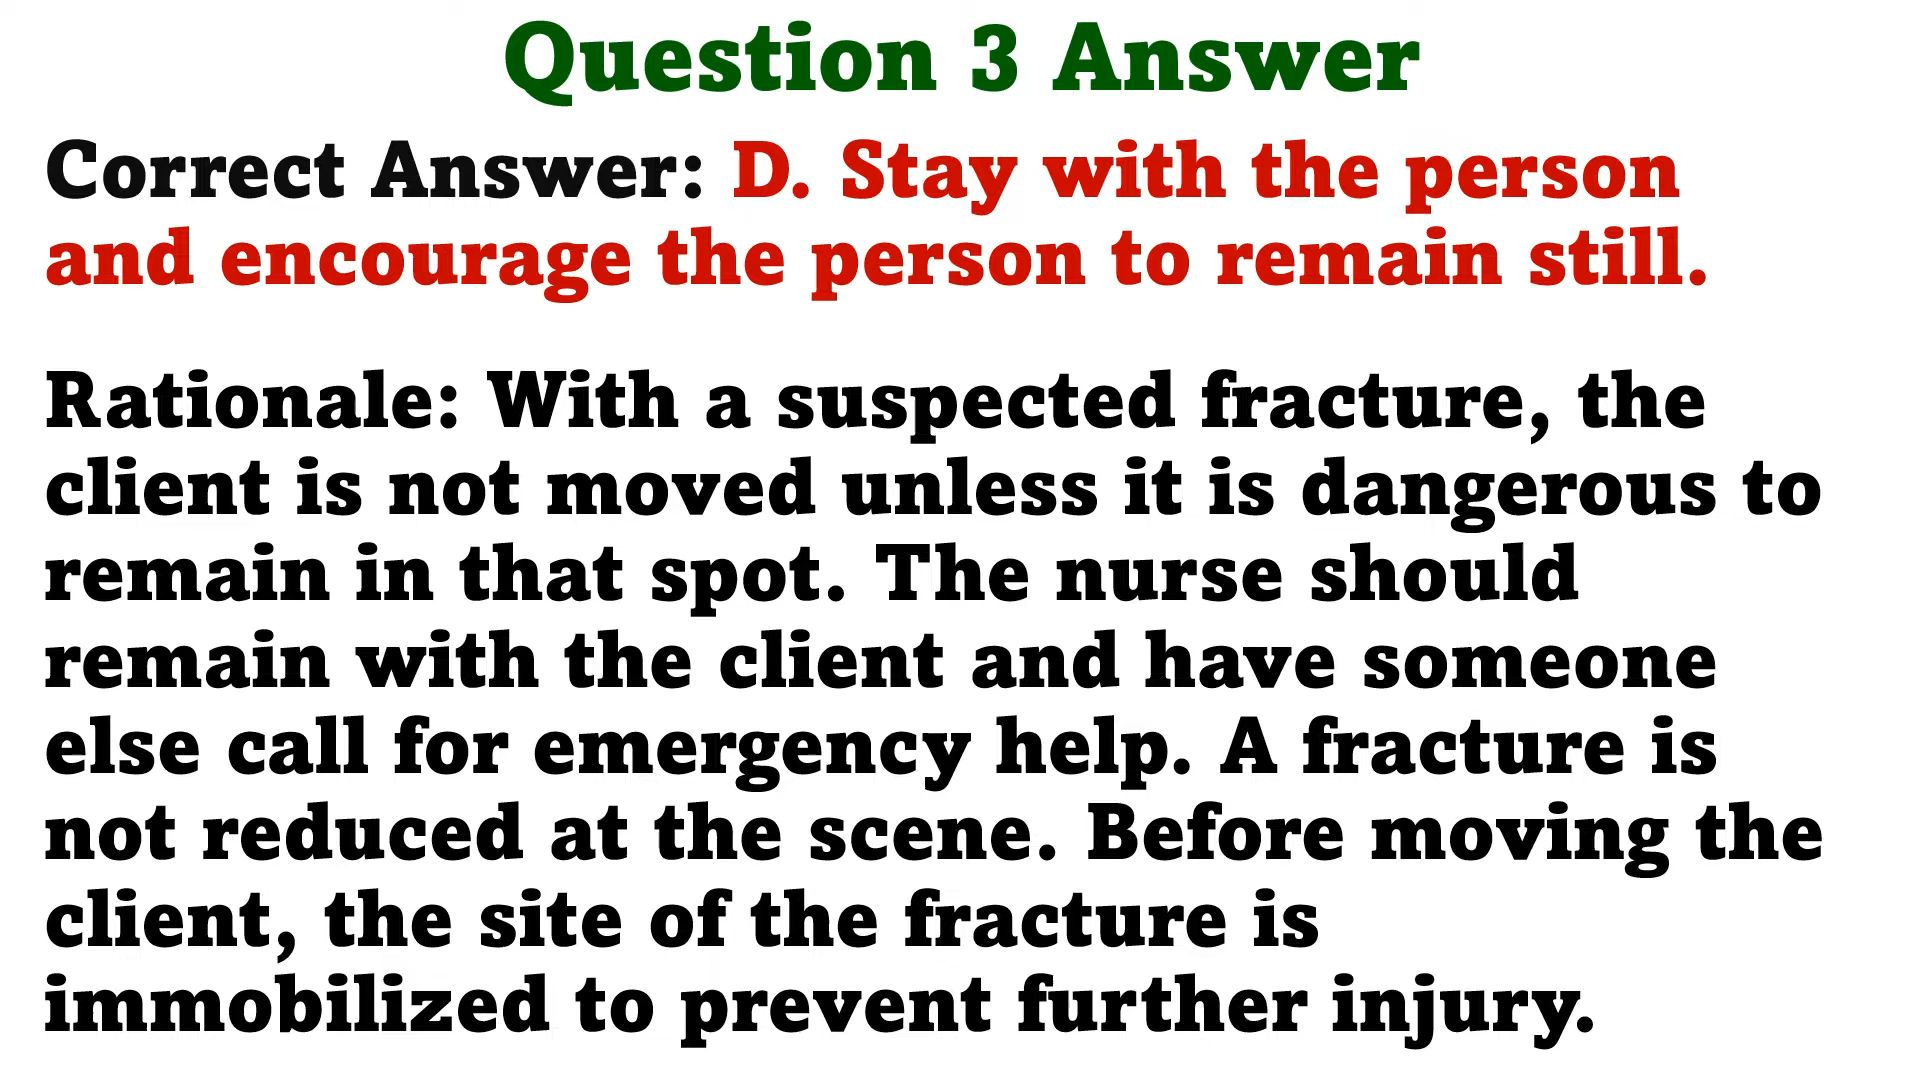 Question 3 Answer
Correct Answer: D. Stay with the person
and encourage the person to remain still.
Rationale: With a suspected fracture, the
client is not moved unless it is dangerous to
remain in that spot. The nurse should
remain with the client and have someone
else call for emergency help. A fracture is
not reduced at the scene. Before moving the
client, the site of the fracture is
immobilized to prevent further injury.